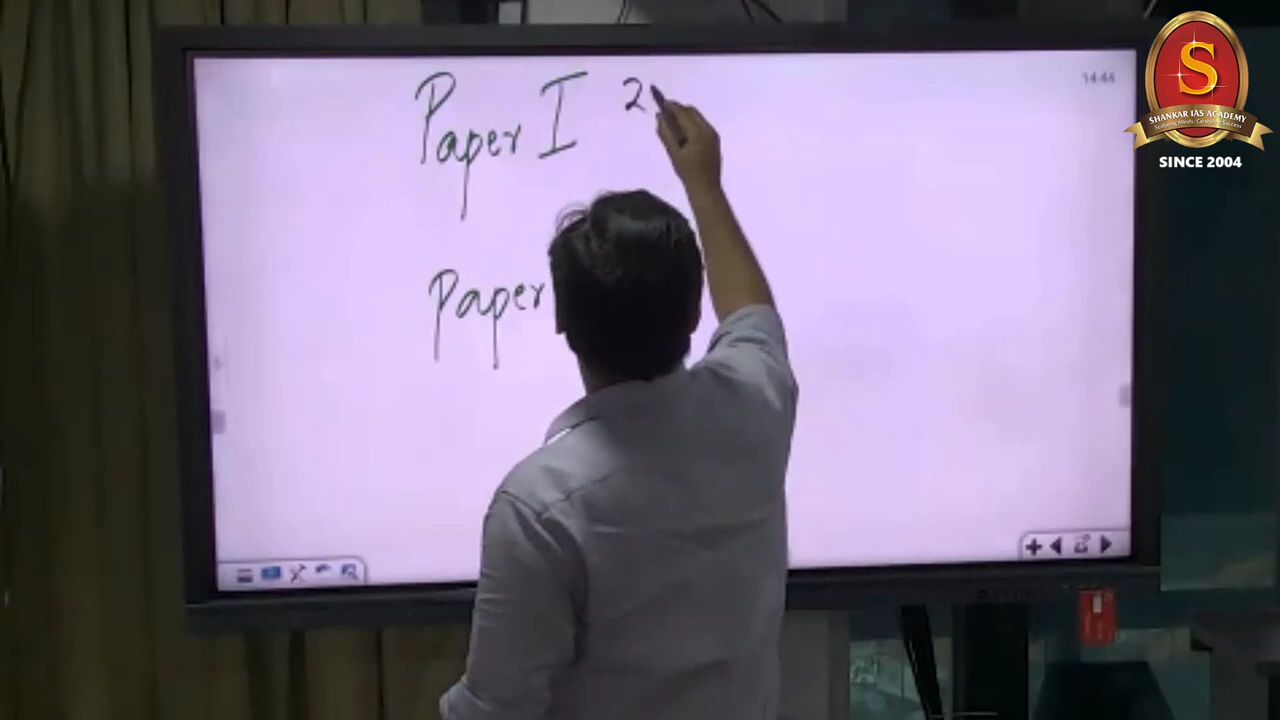 Paper I 2
Paper
14:44
S
SHANKAR IAS ACADEMY
SINCE 2004